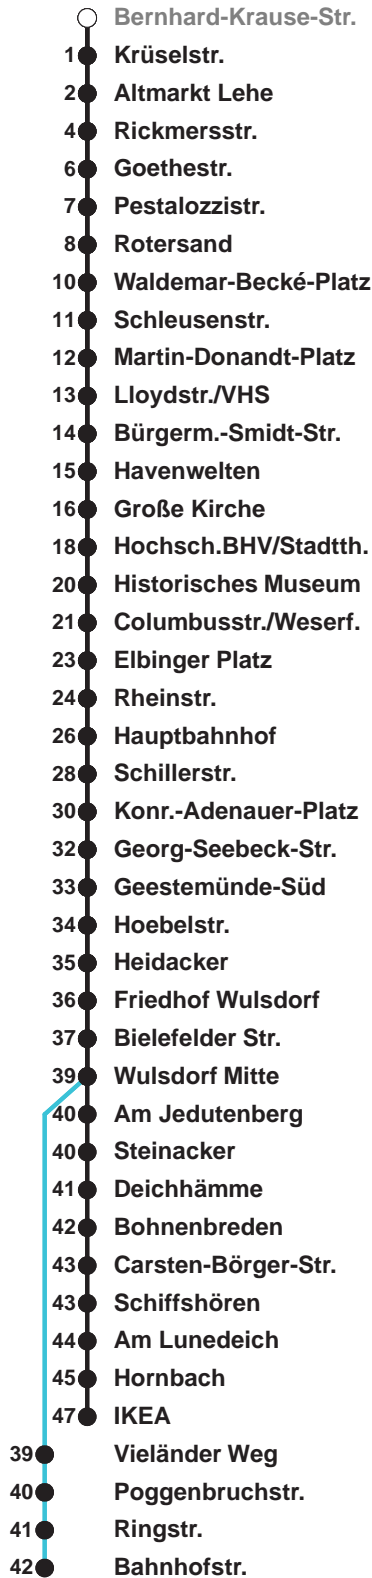 Bernhard-Krause-Str.
1 Krüselstr.
2 Altmarkt Lehe
4 Rickmersstr.
6 Goethestr.
7 Pestalozzistr.
8 Rotersand
10 Waldemar-Becké-Platz
11 Schleusenstr.
12 Martin-Donandt-Platz
13 Lloydstr./VHS
14 Bürgerm.-Smidt-Str.
15 Havenwelten
16 Große Kirche
18 Hochsch.BHV/Stadtth.
20 Historisches Museum
21 Columbusstr./Weserf.
23 Elbinger Platz
24 Rheinstr.
26 Hauptbahnhof
28 Schillerstr.
30 Konr.-Adenauer-Platz
32 Georg-Seebeck-Str.
33 Geestemünde-Süd
34 Hoebelstr.
35 Heidacker
36 Friedhof Wulsdorf
37 Bielefelder Str.
39 Wulsdorf Mitte
40 Am Jedutenberg
40 Steinacker
41 Deichhämme
42 Bohnenbreden
43 Carsten-Börger-Str.
43 Schiffshören
44 Am Lunedeich
45 Hornbach
47 IKEA
39 Vieländer Weg
40 Poggenbruchstr.
41 Ringstr.
42 Bahnhofstr.